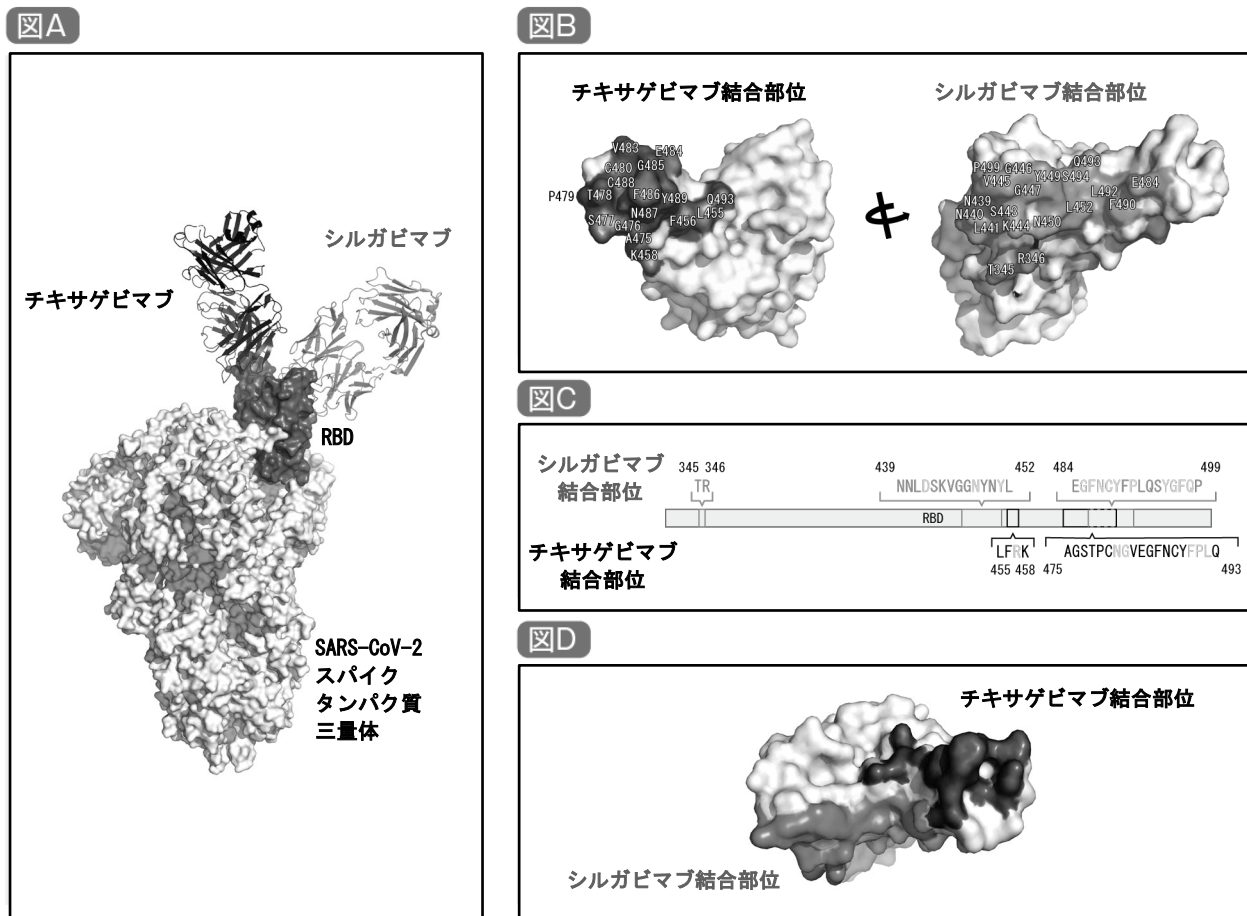 図A
チキサゲビマブ
シルガビマブ
RBD
SARS-CoV-2
スパイク
タンパク質
三量体
図B
チキサゲビマブ結合部位
V483
E484
C480
G485
C488
P479
T478
F486
Y489
Q493
N487
L455
S477
G476
F456
A475
K458
シルガビマブ結合部位
Q493
P499
G446
Y449
S494
V445
G447
L492
E484
N439
F490
N440
S443
L452
L441
K444
N450
R346
T345
図C
シルガビマブ
結合部位
345 346
TR
439 452
NNLDSKVGGNYNYL
484 499
EGFNCYFPLQSYGFQP
RBD
チキサゲビマブ
結合部位
LFRK
455 458
AGSTPCNGVEGFNCYFPLQ
475 493
図D
チキサゲビマブ結合部位
シルガビマブ結合部位